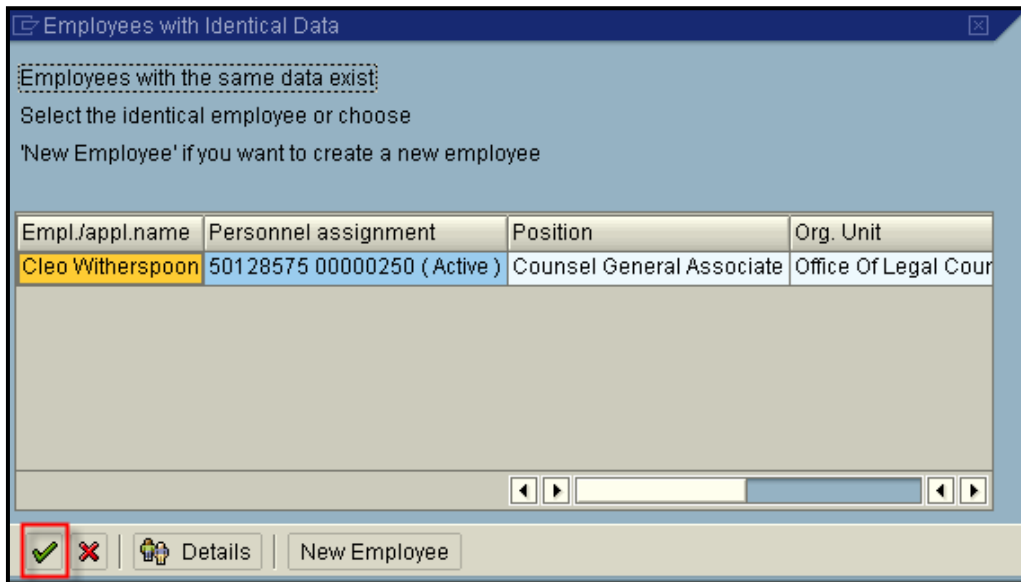 Employees with Identical Data
Employees with the same data exist
Select the identical employee or choose
'New Employee' if you want to create a new employee
Empl./appl.name Personnel assignment Position Org. Unit
Cleo Witherspoon 50128575 00000250 ( Active ) Counsel General Associate Office Of Legal Cour
Details New Employee